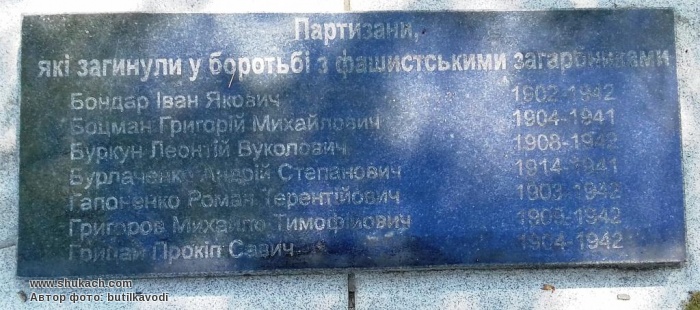 Партизани,
які загинули у боротьбі з фашистськими загарбниками
Бондар Іван Якович 1902-1942
Боцман Григорій Михайлович 1904-1941
Буркун Леонтій Вуколович 1908-1942
Бурлаченко Андрій Степанович 1914-1941
Гапоненко Роман Терентійович 1903-1942
Григоров Михайло Тимофійович 1905-1942
Прокіп Савич 1904-1942
www.shukach.com
Автор фото: butilkavodi